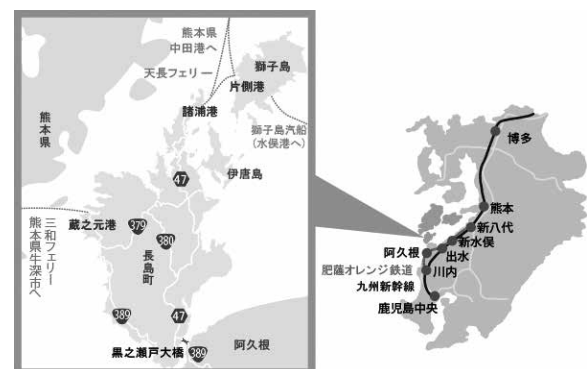 熊本県
中田港へ
獅子島
天長フェリー
片側港
諸浦港
熊本県
獅子島汽船
(水俣港へ)
47
伊唐島
蔵之元港
379
380
三和フェリー
熊本県牛深市へ
長島町
389
47
黒之瀬戸大橋
389
阿久根
博多
熊本
新八代
新水俣
阿久根
出水
肥薩オレンジ鉄道
川内
九州新幹線
鹿児島中央